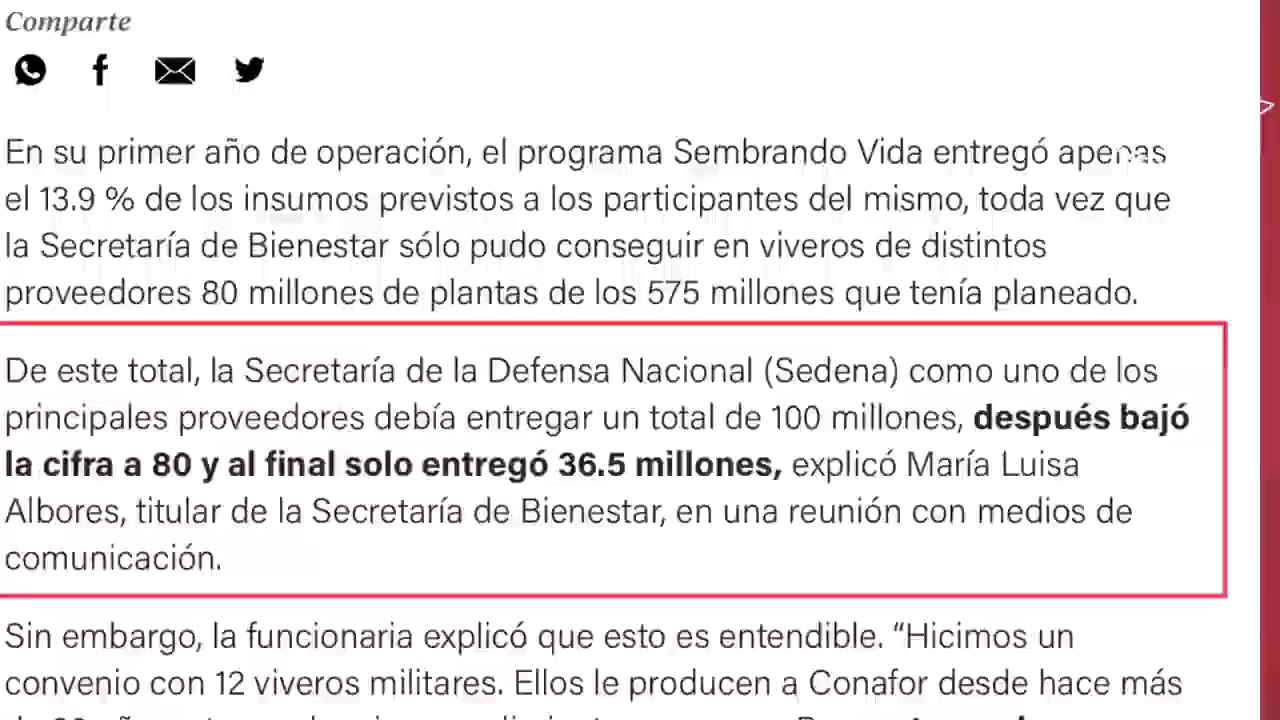 Comparte
En su primer año de operación, el programa Sembrando Vida entregó apenas
el 13.9 % de los insumos previstos a los participantes del mismo, toda vez que
la Secretaría de Bienestar sólo pudo conseguir en viveros de distintos
proveedores 80 millones de plantas de los 575 millones que tenía planeado.
De este total, la Secretaría de la Defensa Nacional (Sedena) como uno de los
principales proveedores debía entregar un total de 100 millones, después bajó
la cifra a 80 y al final solo entregó 36.5 millones, explicó María Luisa
Albores, titular de la Secretaría de Bienestar, en una reunión con medios de
comunicación.
Sin embargo, la funcionaria explicó que esto es entendible. “Hicimos un
convenio con 12 viveros militares. Ellos le producen a Conafor desde hace más